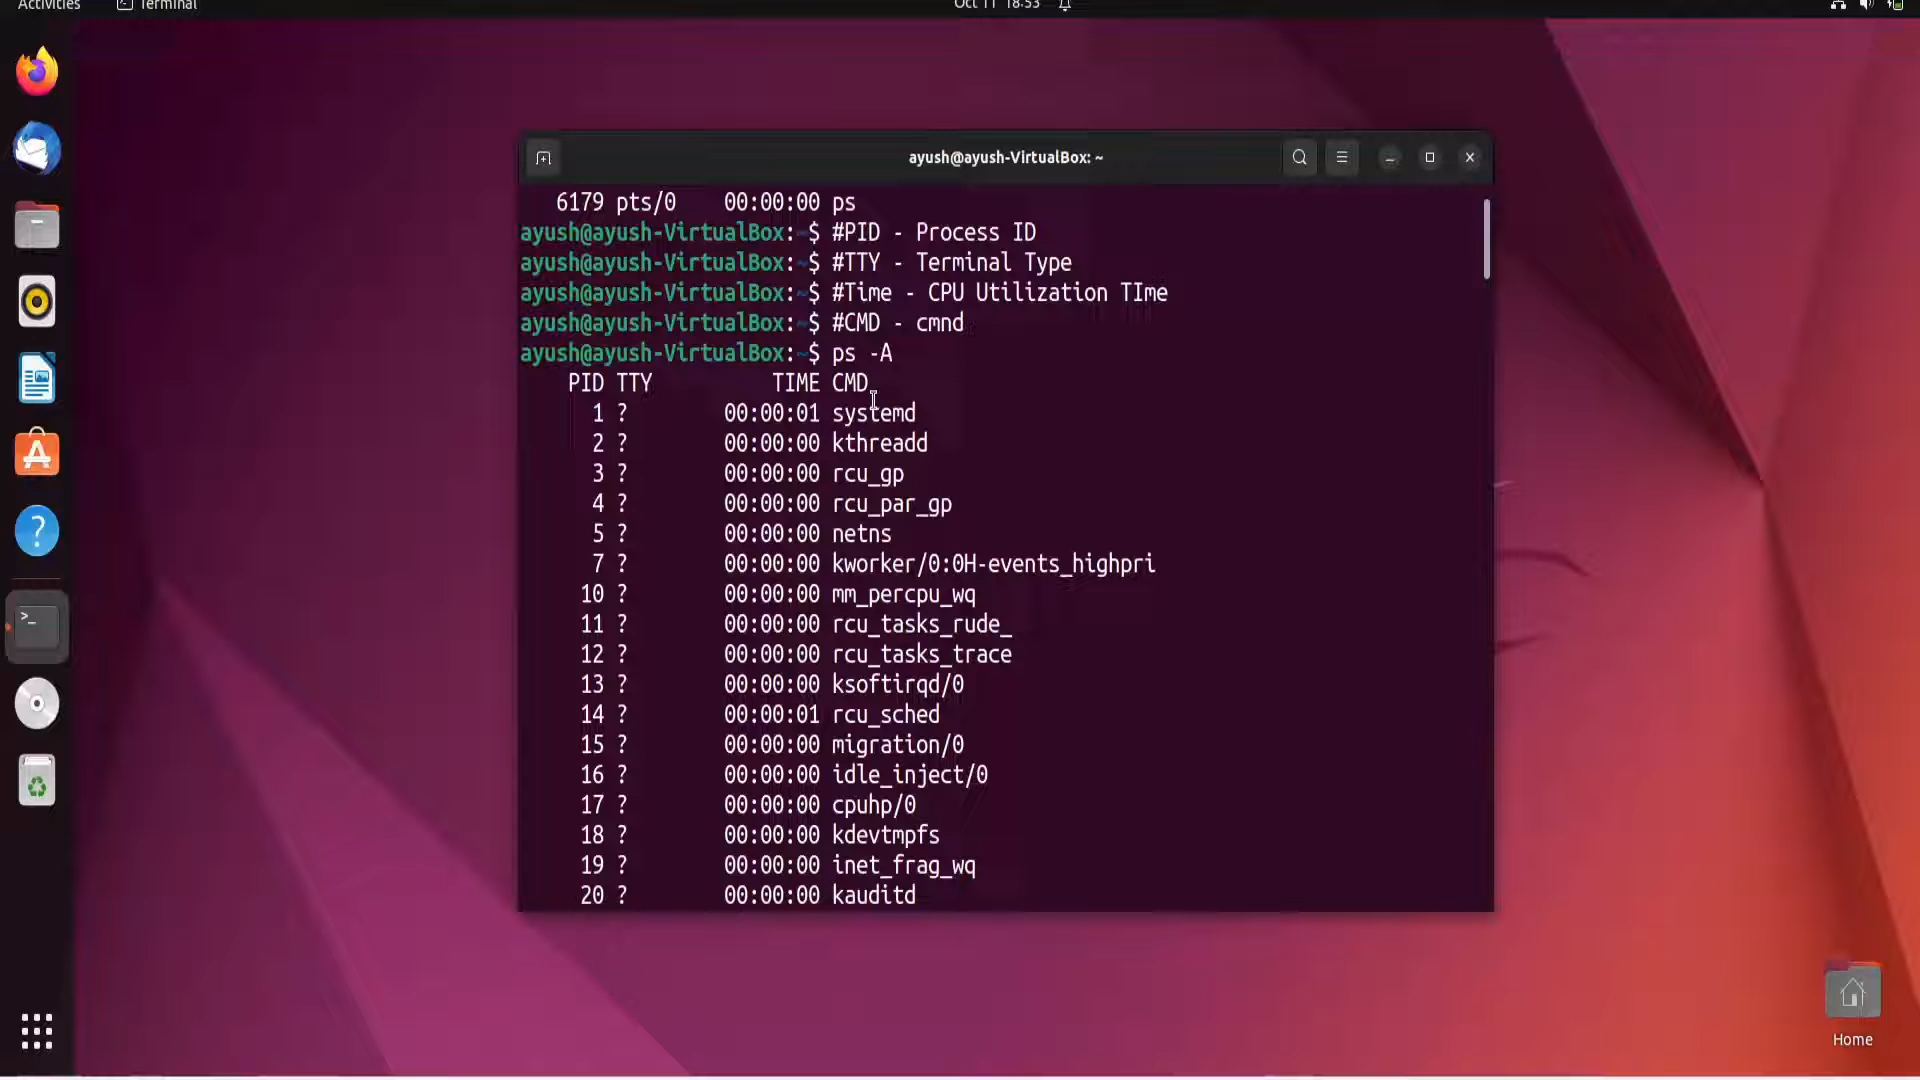 Activities
Terminal
Oct 11 18:53
ayush@ayush-VirtualBox: ~
6179 pts/0 00:00:00 ps
ayush@ayush-VirtualBox:~$ #PID - Process ID
ayush@ayush-VirtualBox:~$ #TTY - Terminal Type
ayush@ayush-VirtualBox:~$ #Time - CPU Utilization TIme
ayush@ayush-VirtualBox:~$ #CMD - cmnd
ayush@ayush-VirtualBox:~$ ps -A
PID TTY TIME CMD
1 ? 00:00:01 systemd
2 ? 00:00:00 kthreadd
3 ? 00:00:00 rcu_gp
4 ? 00:00:00 rcu_par_gp
5 ? 00:00:00 netns
7 ? 00:00:00 kworker/0:0H-events_highpri
10 ? 00:00:00 mm_percpu_wq
11 ? 00:00:00 rcu_tasks_rude_
12 ? 00:00:00 rcu_tasks_trace
13 ? 00:00:00 ksoftirqd/0
14 ? 00:00:01 rcu_sched
15 ? 00:00:00 migration/0
16 ? 00:00:00 idle_inject/0
17 ? 00:00:00 cpuhp/0
18 ? 00:00:00 kdevtmpfs
19 ? 00:00:00 inet_frag_wq
20 ? 00:00:00 kauditd
Home